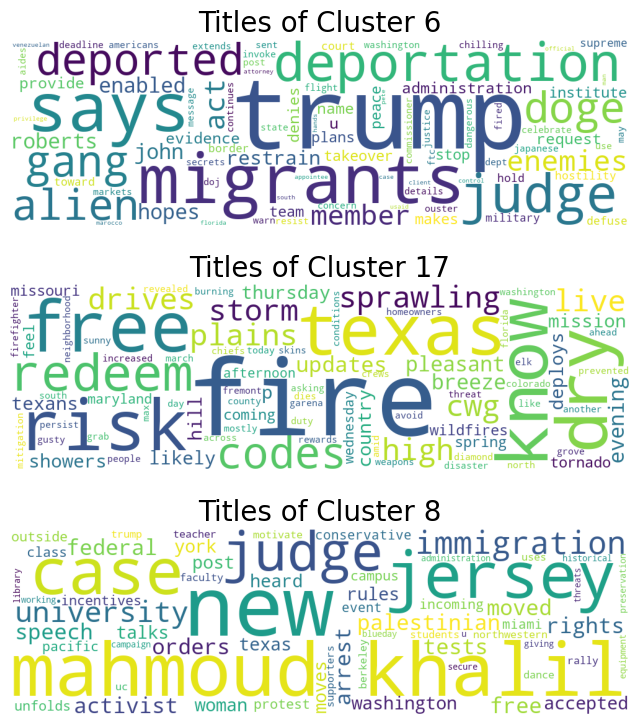 Titles of Cluster 6
venezuelan deadline americans extends sent court washington chilling supreme official
aides deported invoke post deportation
says enabled provide act trump administration doge institute
message continues attorney flight denies name peace
roberts evidence border state u plans commissioner justice dangerous fired celebrate request
privilege gang john secrets restrain takeover ftc stop japanese use may enemies
toward migrants dept judge hostility
alien markets hopes doj team appointee concern case client control hold
morocco florida south warn resist member makes details ouster military defuse
Titles of Cluster 17
missouri revealed burning thursday sprawling conditions homeowners washington live
firefighter feel neighborhood drives storm texas florida mission
free sunny plains know ahead
increased march chiefs today skins updates pleasant elk colorado prevented
redeem fire afternoon fremont p crews breeze dry deploys
south maryland county asking threat like another evening
texans risk hill coming dies garena country avoid cwg wildfires
persist day max duty wednesday amid high spring grove
mitigation gusty grab across mostly rewards diamond tornado
showers people likely codes weapons disaster north
Titles of Cluster 8
outside trump teacher motivate conservative immigration
class federal york judge administration uses historical
library case faculty post heard campus jersey threats preservation
working incentives new event rules incoming moved
university palestinian miami rights
speech talks texas students u northwestern
pacific campaign orders arrest supporters blueday tests giving equipment
mahmoud khalil
uc moves berkeley secure dance rally
unfolds activist woman protest washington free accepted